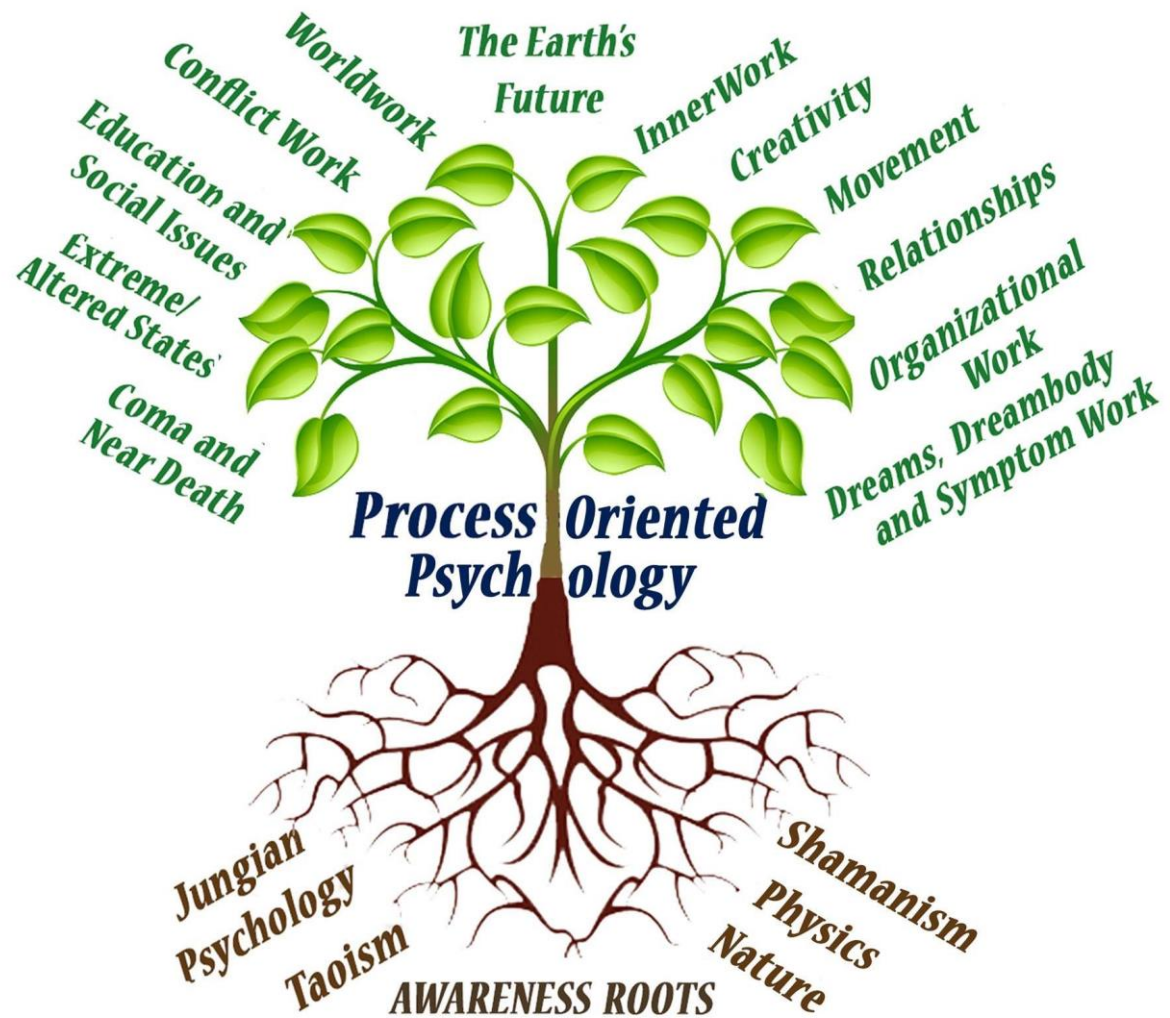 The Earth's
Future
Worldwork
Conflict Work
Education and
Social Issues
Extreme/
Altered States
Coma and
Near Death
InnerWork
Creativity
Movement
Relationships
Organizational
Work
Dreams, Dreambody
and Symptom Work
Process Oriented
Psychology
Jungian
Psychology
Taoism
Shamanism
Physics
Nature
AWARENESS ROOTS